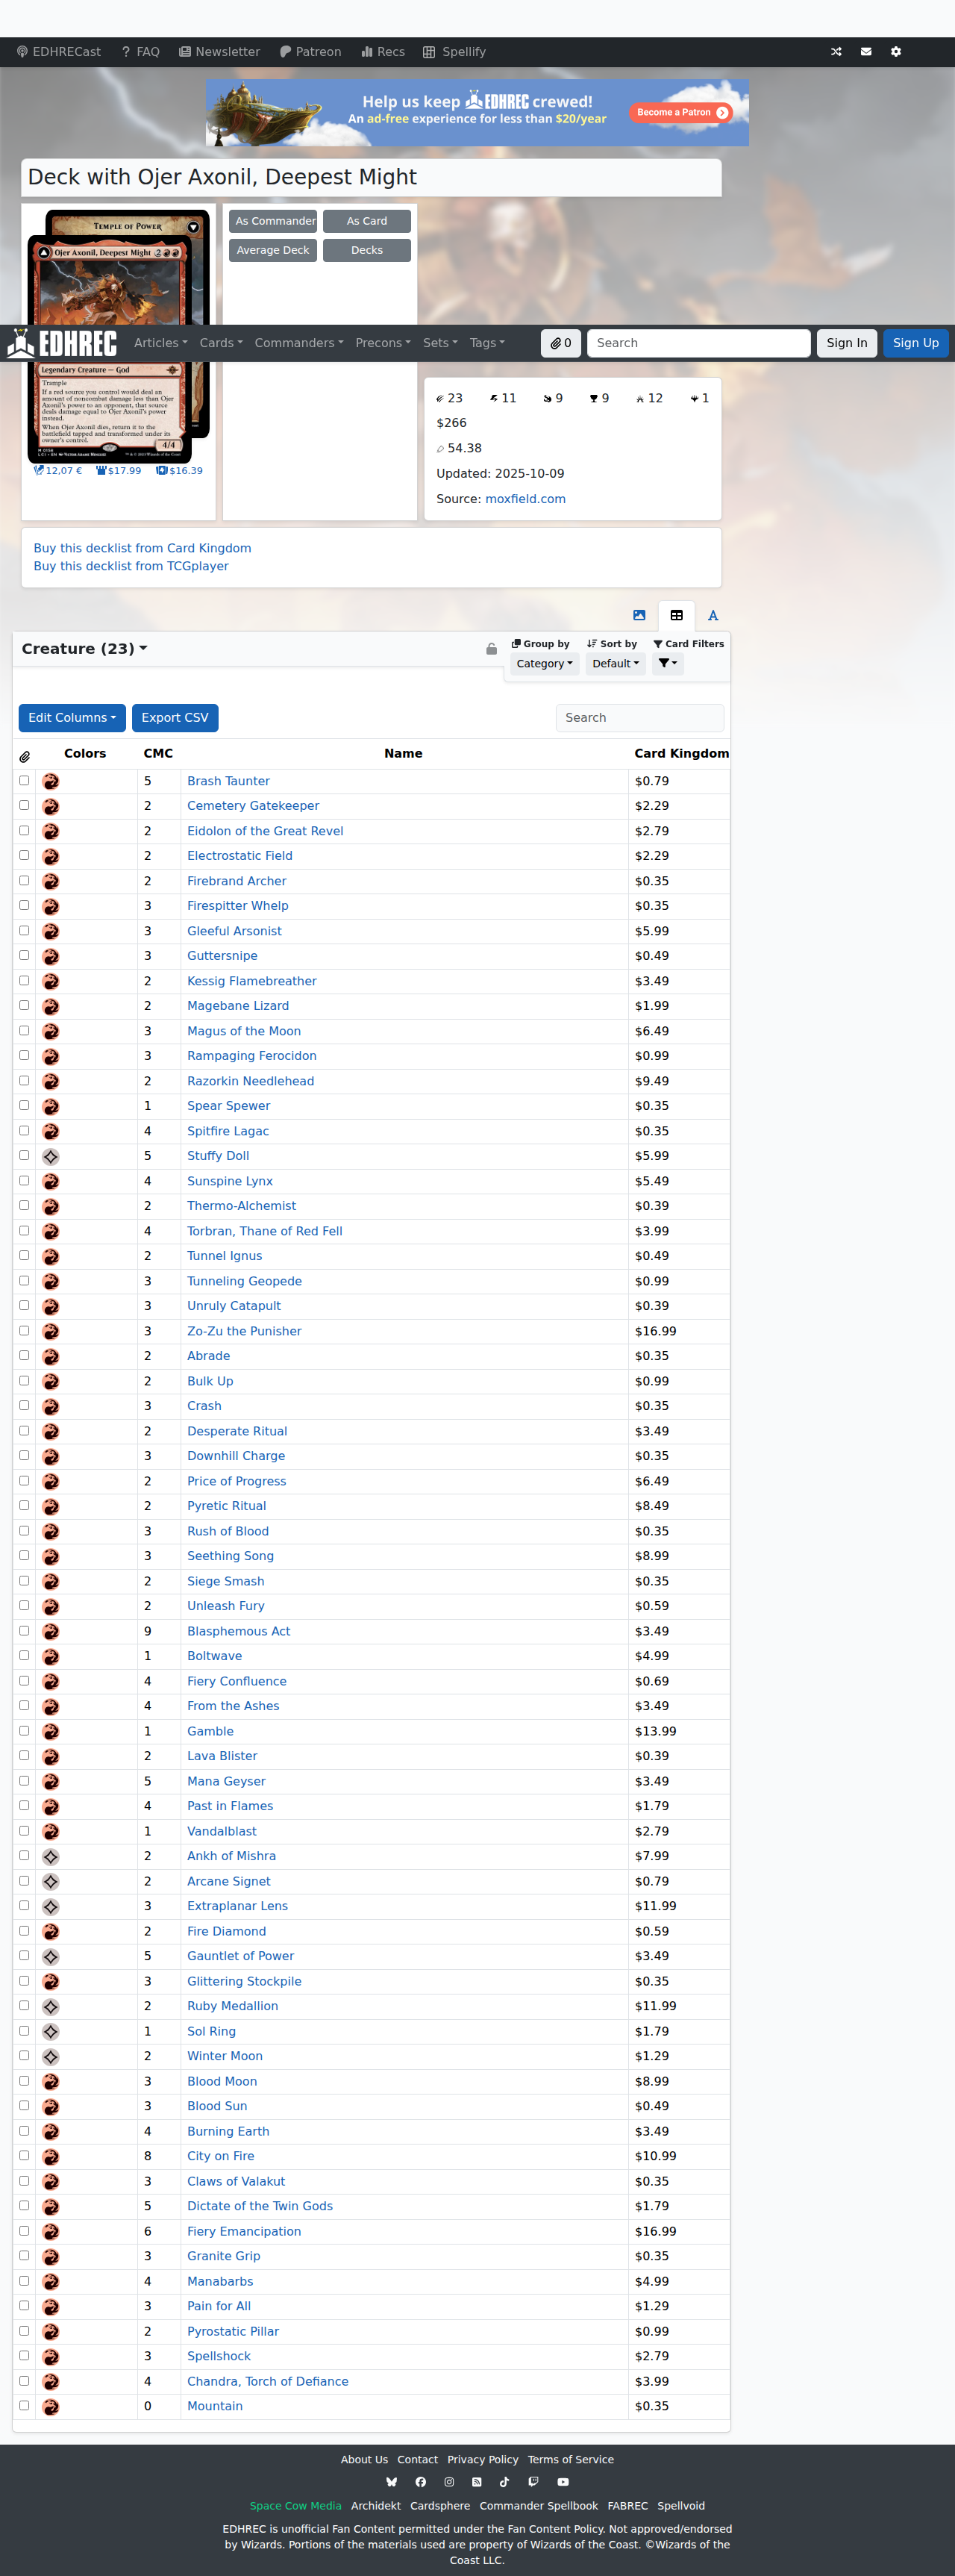 EDHRECast FAQ Newsletter Patreon Recs Spellify
Help us keep EDHREC crewed!
An ad-free experience for less than $20/year
Become a Patron
Deck with Ojer Axonil, Deepest Might
TEMPLE OF POWER
Ojer Axonil, Deepest Might 2
As Commander As Card
Average Deck Decks
EDHREC Articles Cards Commanders Precons Sets Tags 0 Search Sign In Sign Up
Legendary Creature — God
Trample
If a red source you control would deal an
amount of noncombat damage less than Ojer
Axonil's power to an opponent, that source
deals damage equal to Ojer Axonil's power
instead.
When Ojer Axonil dies, return it to the
battlefield tapped and transformed under its
owner's control.
4/4
12,07 € $17.99 $16.39
23 11 9 9 12 1
$266
54.38
Updated: 2025-10-09
Source: moxfield.com
Buy this decklist from Card Kingdom
Buy this decklist from TCGplayer
Creature (23)
Group by Sort by Card Filters
Category Default
Edit Columns Export CSV Search
Colors CMC Name Card Kingdom
5 Brash Taunter $0.79
2 Cemetery Gatekeeper $2.29
2 Eidolon of the Great Revel $2.79
2 Electrostatic Field $2.29
2 Firebrand Archer $0.35
3 Firespitter Whelp $0.35
3 Gleeful Arsonist $5.99
3 Guttersnipe $0.49
2 Kessig Flamebreather $3.49
2 Magebane Lizard $1.99
3 Magus of the Moon $6.49
3 Rampaging Ferocidon $0.99
2 Razorkin Needlehead $9.49
1 Spear Spewer $0.35
4 Spitfire Lagac $0.35
5 Stuffy Doll $5.99
4 Sunspine Lynx $5.49
2 Thermo-Alchemist $0.39
4 Torbran, Thane of Red Fell $3.99
2 Tunnel Ignus $0.49
3 Tunneling Geopede $0.99
3 Unruly Catapult $0.39
3 Zo-Zu the Punisher $16.99
2 Abrade $0.35
2 Bulk Up $0.99
3 Crash $0.35
2 Desperate Ritual $3.49
3 Downhill Charge $0.35
2 Price of Progress $6.49
2 Pyretic Ritual $8.49
3 Rush of Blood $0.35
3 Seething Song $8.99
2 Siege Smash $0.35
2 Unleash Fury $0.59
9 Blasphemous Act $3.49
1 Boltwave $4.99
4 Fiery Confluence $0.69
4 From the Ashes $3.49
1 Gamble $13.99
2 Lava Blister $0.39
5 Mana Geyser $3.49
4 Past in Flames $1.79
1 Vandalblast $2.79
2 Ankh of Mishra $7.99
2 Arcane Signet $0.79
3 Extraplanar Lens $11.99
2 Fire Diamond $0.59
5 Gauntlet of Power $3.49
3 Glittering Stockpile $0.35
2 Ruby Medallion $11.99
1 Sol Ring $1.79
2 Winter Moon $1.29
3 Blood Moon $8.99
3 Blood Sun $0.49
4 Burning Earth $3.49
8 City on Fire $10.99
3 Claws of Valakut $0.35
5 Dictate of the Twin Gods $1.79
6 Fiery Emancipation $16.99
3 Granite Grip $0.35
4 Manabarbs $4.99
3 Pain for All $1.29
2 Pyrostatic Pillar $0.99
3 Spellshock $2.79
4 Chandra, Torch of Defiance $3.99
0 Mountain $0.35
About Us Contact Privacy Policy Terms of Service
Space Cow Media Archidekt Cardsphere Commander Spellbook FABREC Spellvoid
EDHREC is unofficial Fan Content permitted under the Fan Content Policy. Not approved/endorsed
by Wizards. Portions of the materials used are property of Wizards of the Coast. ©Wizards of the
Coast LLC.